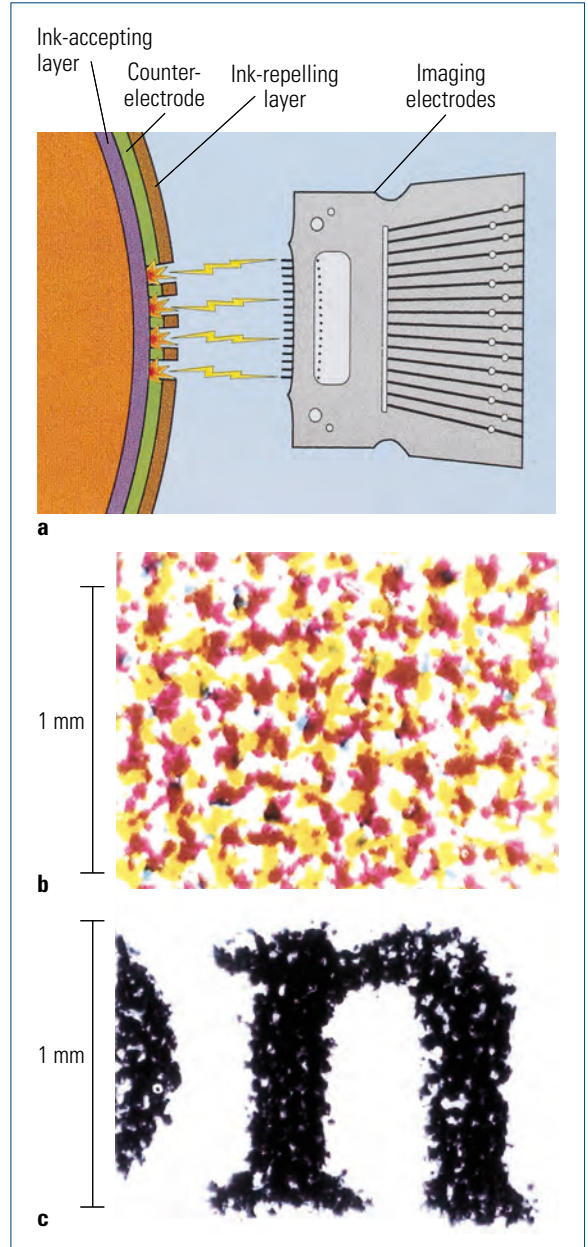 Ink-accepting
layer
Counter-
electrode
Ink-repelling
layer
Imaging
electrodes
a
1 mm
b
1 mm
n
c